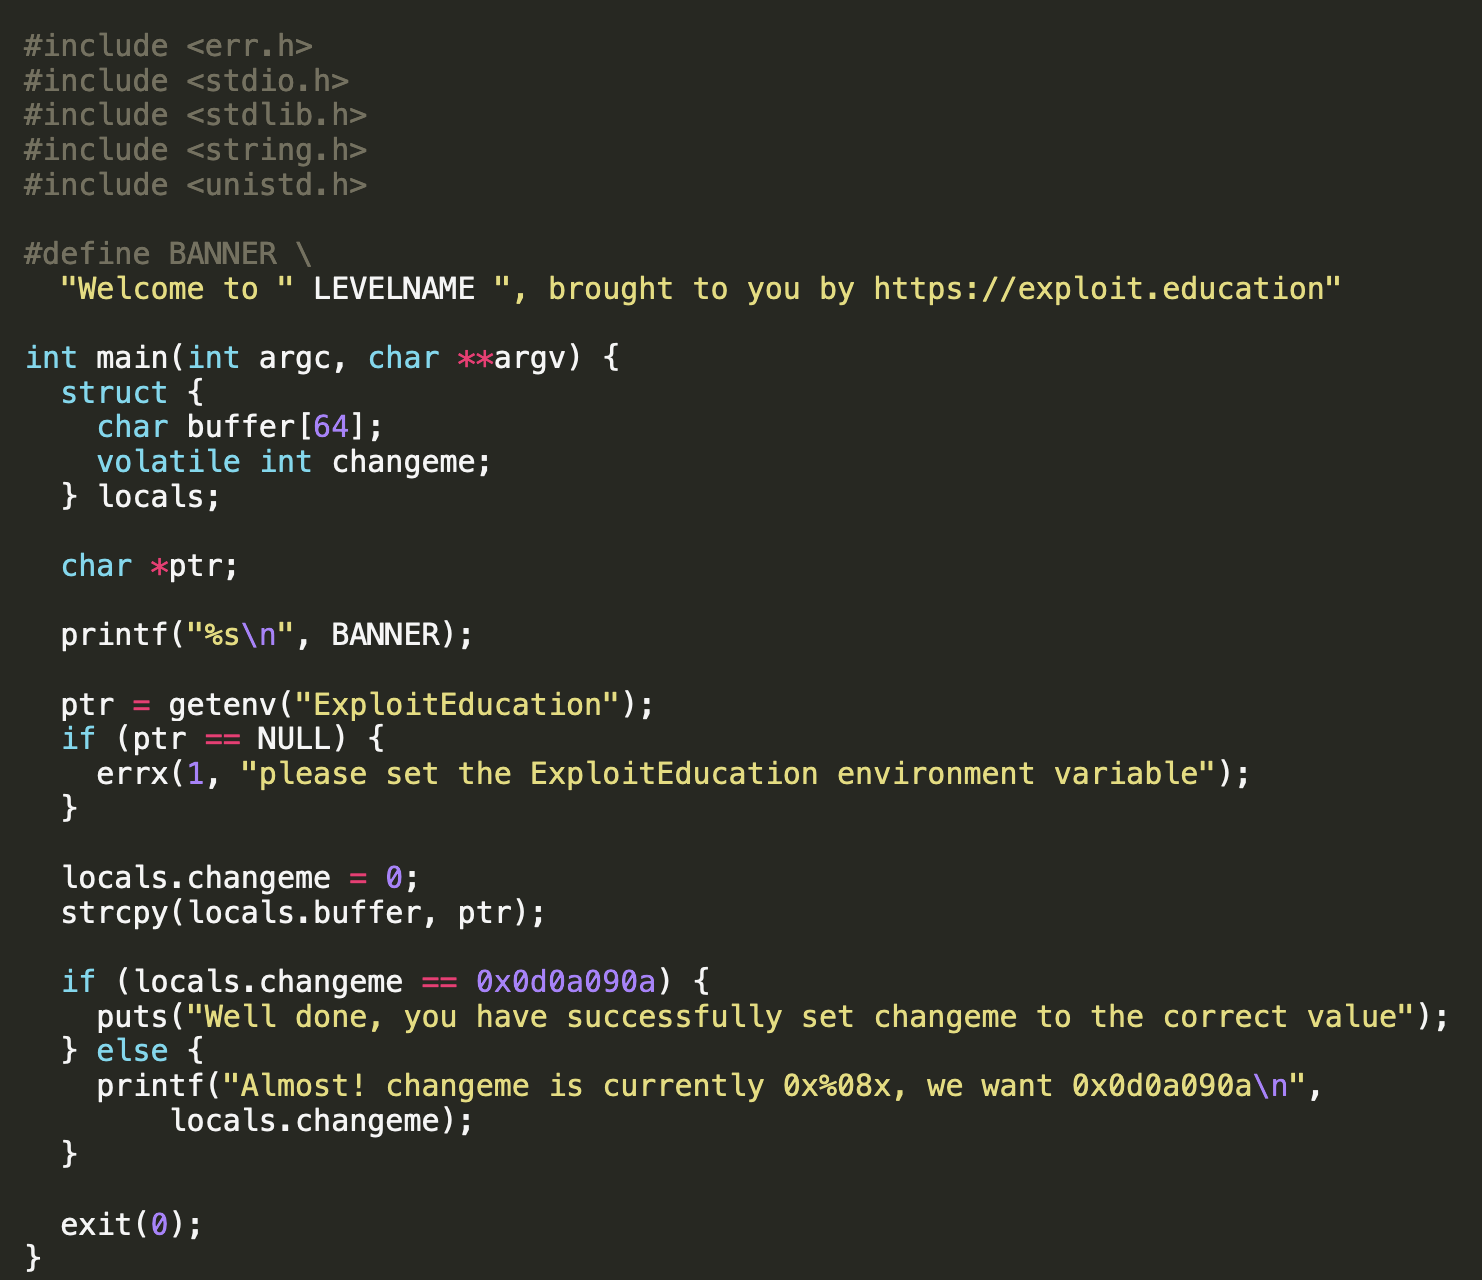 #include <err.h>
#include <stdio.h>
#include <stdlib.h>
#include <string.h>
#include <unistd.h>

#define BANNER \
  "Welcome to " LEVELNAME ", brought to you by https://exploit.education"

int main(int argc, char **argv) {
  struct {
    char buffer[64];
    volatile int changeme;
  } locals;

  char *ptr;

  printf("%s\n", BANNER);

  ptr = getenv("ExploitEducation");
  if (ptr == NULL) {
    errx(1, "please set the ExploitEducation environment variable");
  }

  locals.changeme = 0;
  strcpy(locals.buffer, ptr);

  if (locals.changeme == 0x0d0a090a) {
    puts("Well done, you have successfully set changeme to the correct value");
  } else {
    printf("Almost! changeme is currently 0x%08x, we want 0x0d0a090a\n",
        locals.changeme);
  }

  exit(0);
}